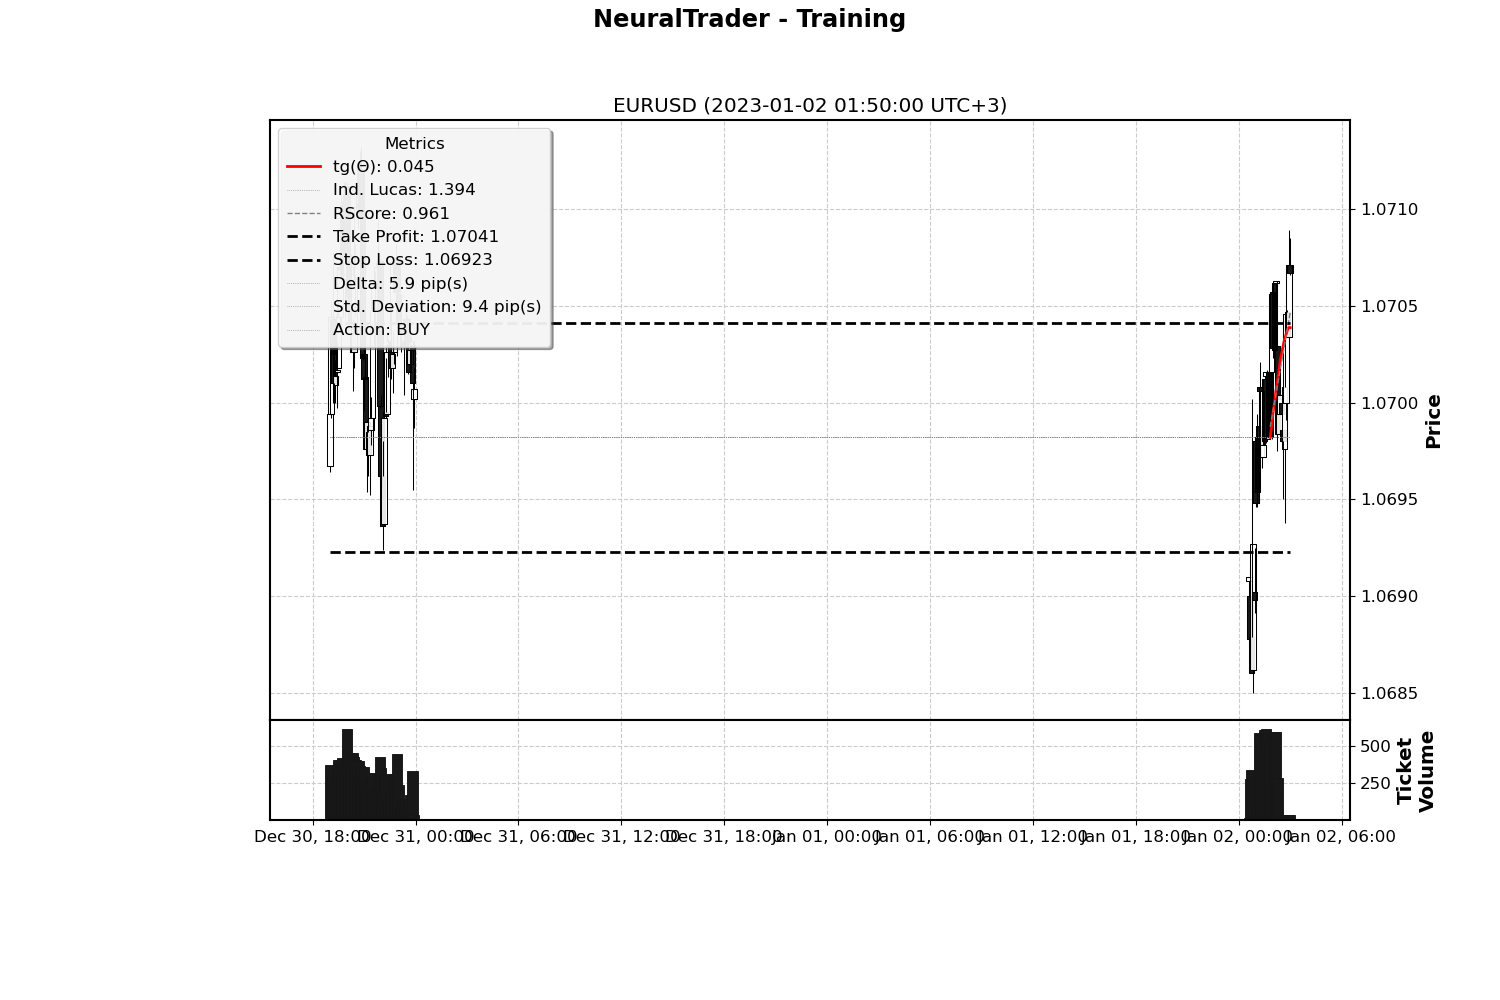 NeuralTrader - Training
EURUSD (2023-01-02 01:50:00 UTC+3)
Metrics
tg(Θ): 0.045
Ind. Lucas: 1.394
RScore: 0.961
Take Profit: 1.07041
Stop Loss: 1.06923
Delta: 5.9 pip(s)
Std. Deviation: 9.4 pip(s)
Action: BUY
1.0710
1.0705
1.0700
1.0695
1.0690
1.0685
Price
500
250
Ticket
Volume
Dec 30, 18:00
Dec 31, 00:00
Dec 31, 06:00
Dec 31, 12:00
Dec 31, 18:00
Jan 01, 00:00
Jan 01, 06:00
Jan 01, 12:00
Jan 01, 18:00
Jan 02, 00:00
Jan 02, 06:00